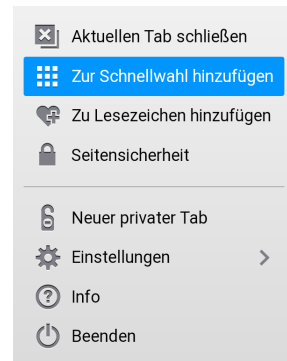 Aktuellen Tab schließen
Zur Schnellwahl hinzufügen
Zu Lesezeichen hinzufügen
Seitensicherheit
Neuer privater Tab
Einstellungen
Info
Beenden